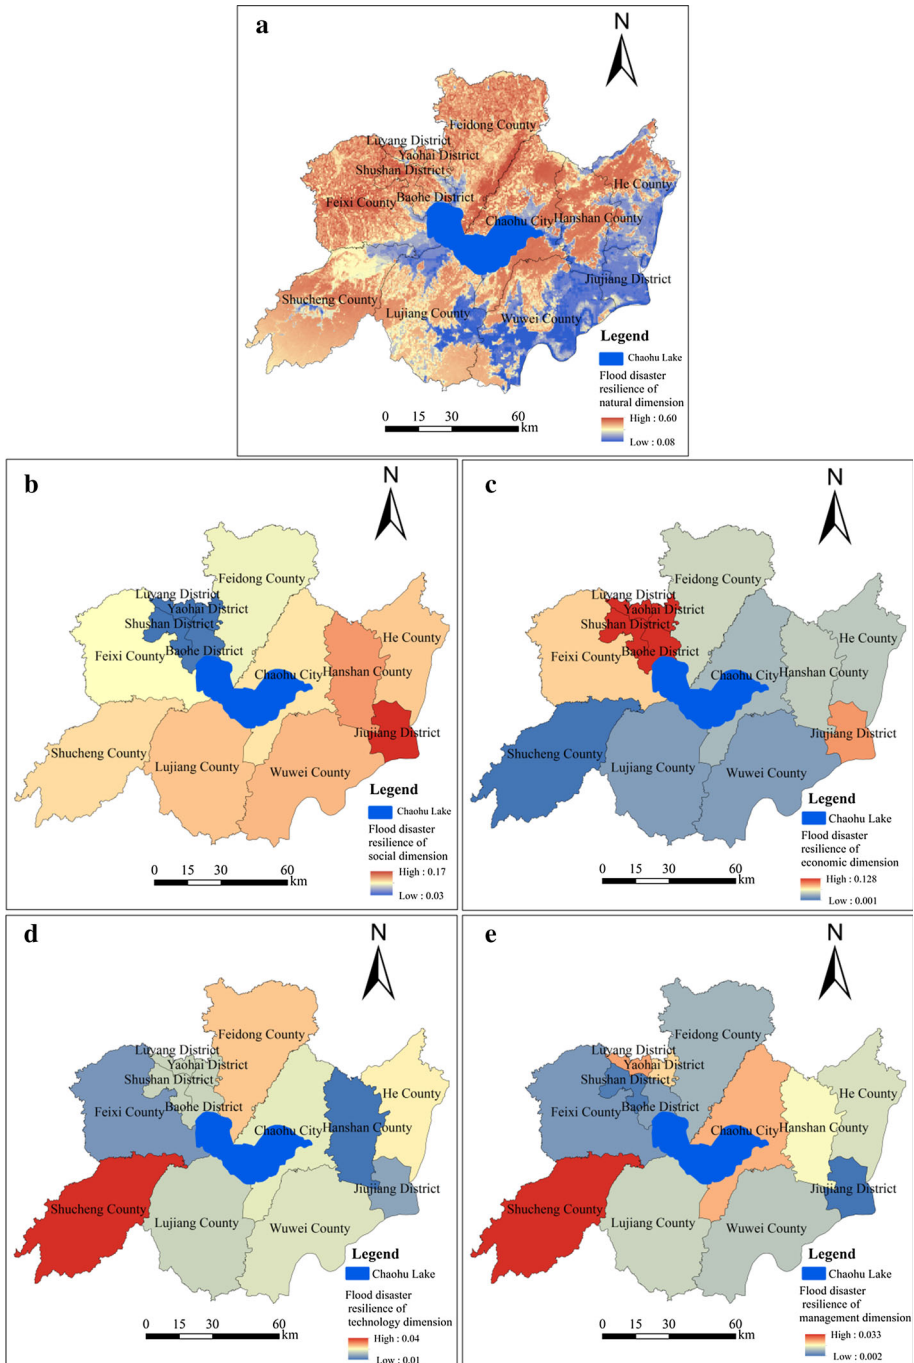 a
N
Feidong County
Luyang District
Yaohai District
Shushan District
He County
Feixi County
Baohe District
Chaohu City
Hanshan County
Jiujiang District
Shucheng County
Lujiang County
Wuwei County
Legend
Chaohu Lake
Flood disaster
resilience of
natural dimension
High : 0.60
Low : 0.08
0 15 30 60
km
b
N
Feidong County
Luyang District
Yaohai District
Shushan District
He County
Feixi County
Baohe District
Chaohu City
Hanshan County
Jiujiang District
Shucheng County
Lujiang County
Wuwei County
Legend
Chaohu Lake
Flood disaster
resilience of
social dimension
High : 0.17
Low : 0.03
0 15 30 60
km
c
N
Feidong County
Luyang District
Yaohai District
Shushan District
He County
Feixi County
Baohe District
Chaohu City
Hanshan County
Jiujiang District
Shucheng County
Lujiang County
Wuwei County
Legend
Chaohu Lake
Flood disaster
resilience of
economic dimension
High : 0.128
Low : 0.001
0 15 30 60
km
d
N
Feidong County
Luyang District
Yaohai District
Shushan District
He County
Feixi County
Baohe District
Chaohu City
Hanshan County
Jiujiang District
Shucheng County
Lujiang County
Wuwei County
Legend
Chaohu Lake
Flood disaster
resilience of
technology dimension
High : 0.04
Low : 0.01
0 15 30 60
km
e
N
Feidong County
Luyang District
Yaohai District
Shushan District
He County
Feixi County
Baohe District
Chaohu City
Hanshan County
Jiujiang District
Shucheng County
Lujiang County
Wuwei County
Legend
Chaohu Lake
Flood disaster
resilience of
management dimension
High : 0.033
Low : 0.002
0 15 30 60
km